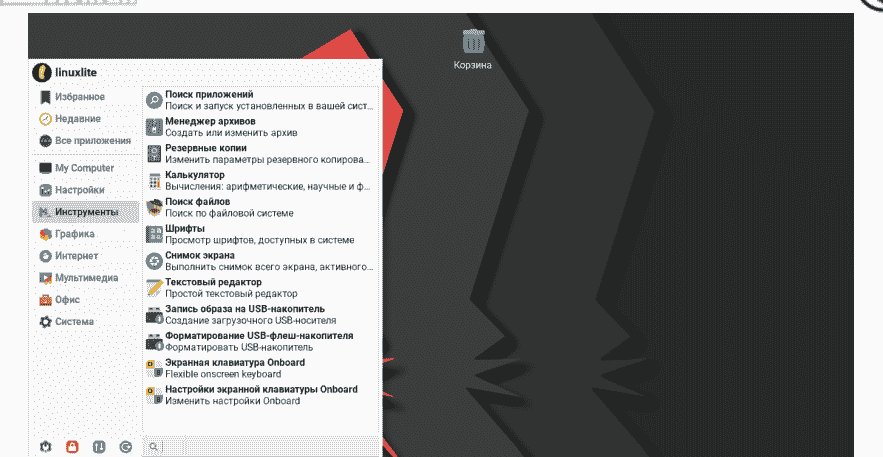 Корзина
linuxlite
Избранное
Недавние
Все приложения
My Computer
Настройки
Инструменты
Графика
Интернет
Мультимедиа
Офис
Система
Поиск приложений
Поиск и запуск установленных в вашей сист...
Менеджер архивов
Создать или изменить архив
Резервные копии
Изменить параметры резервного копирова...
Калькулятор
Вычисления: арифметические, научные и ф...
Поиск файлов
Поиск по файловой системе
Шрифты
Просмотр шрифтов, доступных в системе
Снимок экрана
Выполнить снимок всего экрана, активного...
Текстовый редактор
Простой текстовый редактор
Запись образа на USB-накопитель
Создание загрузочного USB-носителя
Форматирование USB-флеш-накопителя
Форматировать USB-накопитель
Экранная клавиатура Onboard
Flexible onscreen keyboard
Настройки экранной клавиатуры Onboard
Изменить настройки Onboard